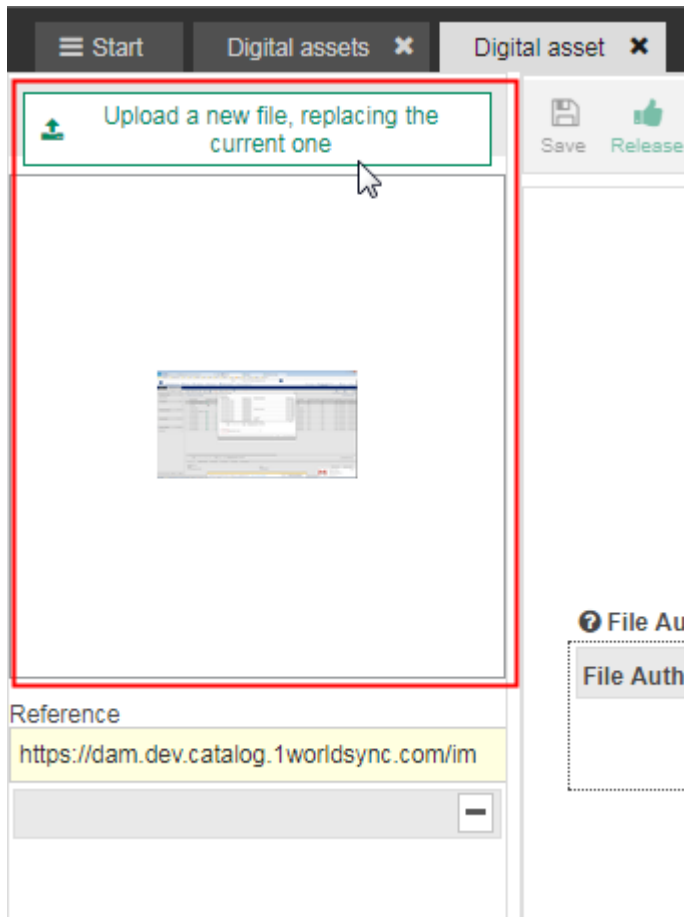 Start
Digital assets
Digital asset
Upload a new file, replacing the
current one
Save
Release
Reference
https://dam.dev.catalog.1worldsync.com/im
File Au
File Auth